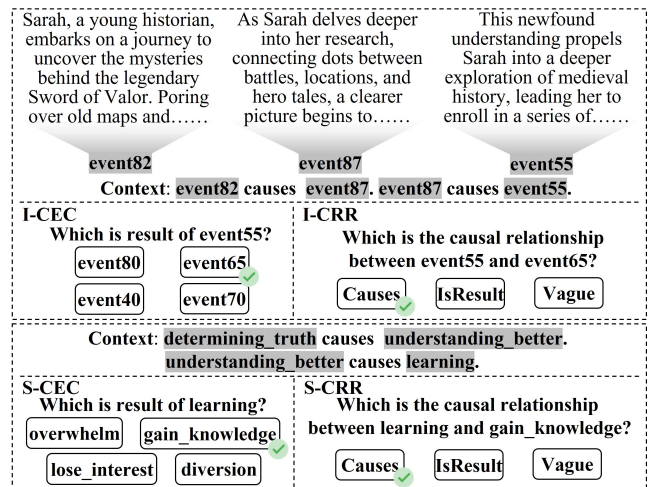 Sarah, a young historian,
embarks on a journey to
uncover the mysteries
behind the legendary
Sword of Valor. Poring
over old maps and……
As Sarah delves deeper
into her research,
connecting dots between
battles, locations, and
hero tales, a clearer
picture begins to……
This newfound
understanding propels
Sarah into a deeper
exploration of medieval
history, leading her to
enroll in a series of……
event82
event87
event55
Context: event82 causes event87. event87 causes event55.
I-CEC
Which is result of event55?
event80
event65
event40
event70
I-CRR
Which is the causal relationship
between event55 and event65?
Causes
IsResult
Vague
Context: determining_truth causes understanding_better.
understanding_better causes learning.
S-CEC
Which is result of learning?
overwhelm
gain_knowledge
lose_interest
diversion
S-CRR
Which is the causal relationship
between learning and gain_knowledge?
Causes
IsResult
Vague